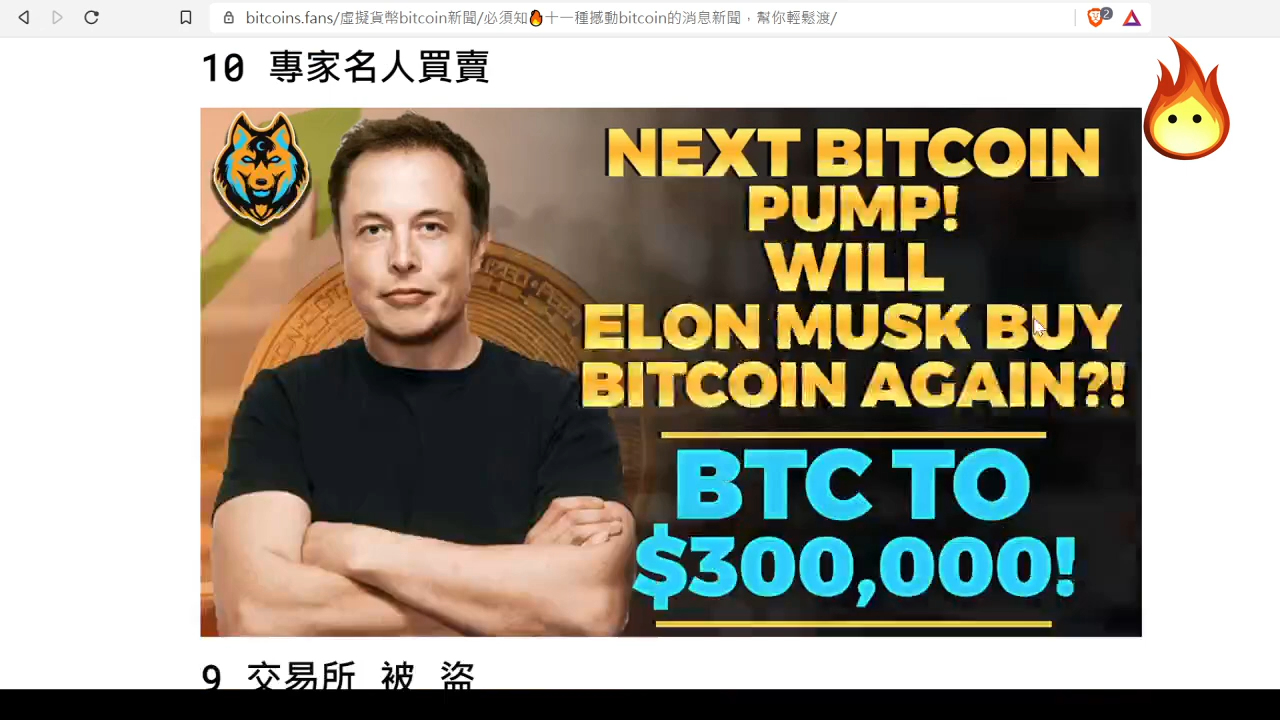 bitcoins.fans/虛擬貨幣bitcoin新聞/必須知🔥十一種撼動bitcoin的消息新聞，幫你輕鬆渡/
2
10 專家名人買賣
NEXT BITCOIN
PUMP!
WILL
ELON MUSK BUY
BITCOIN AGAIN?!
BTC TO
$300,000!
9 交易所 被 盜